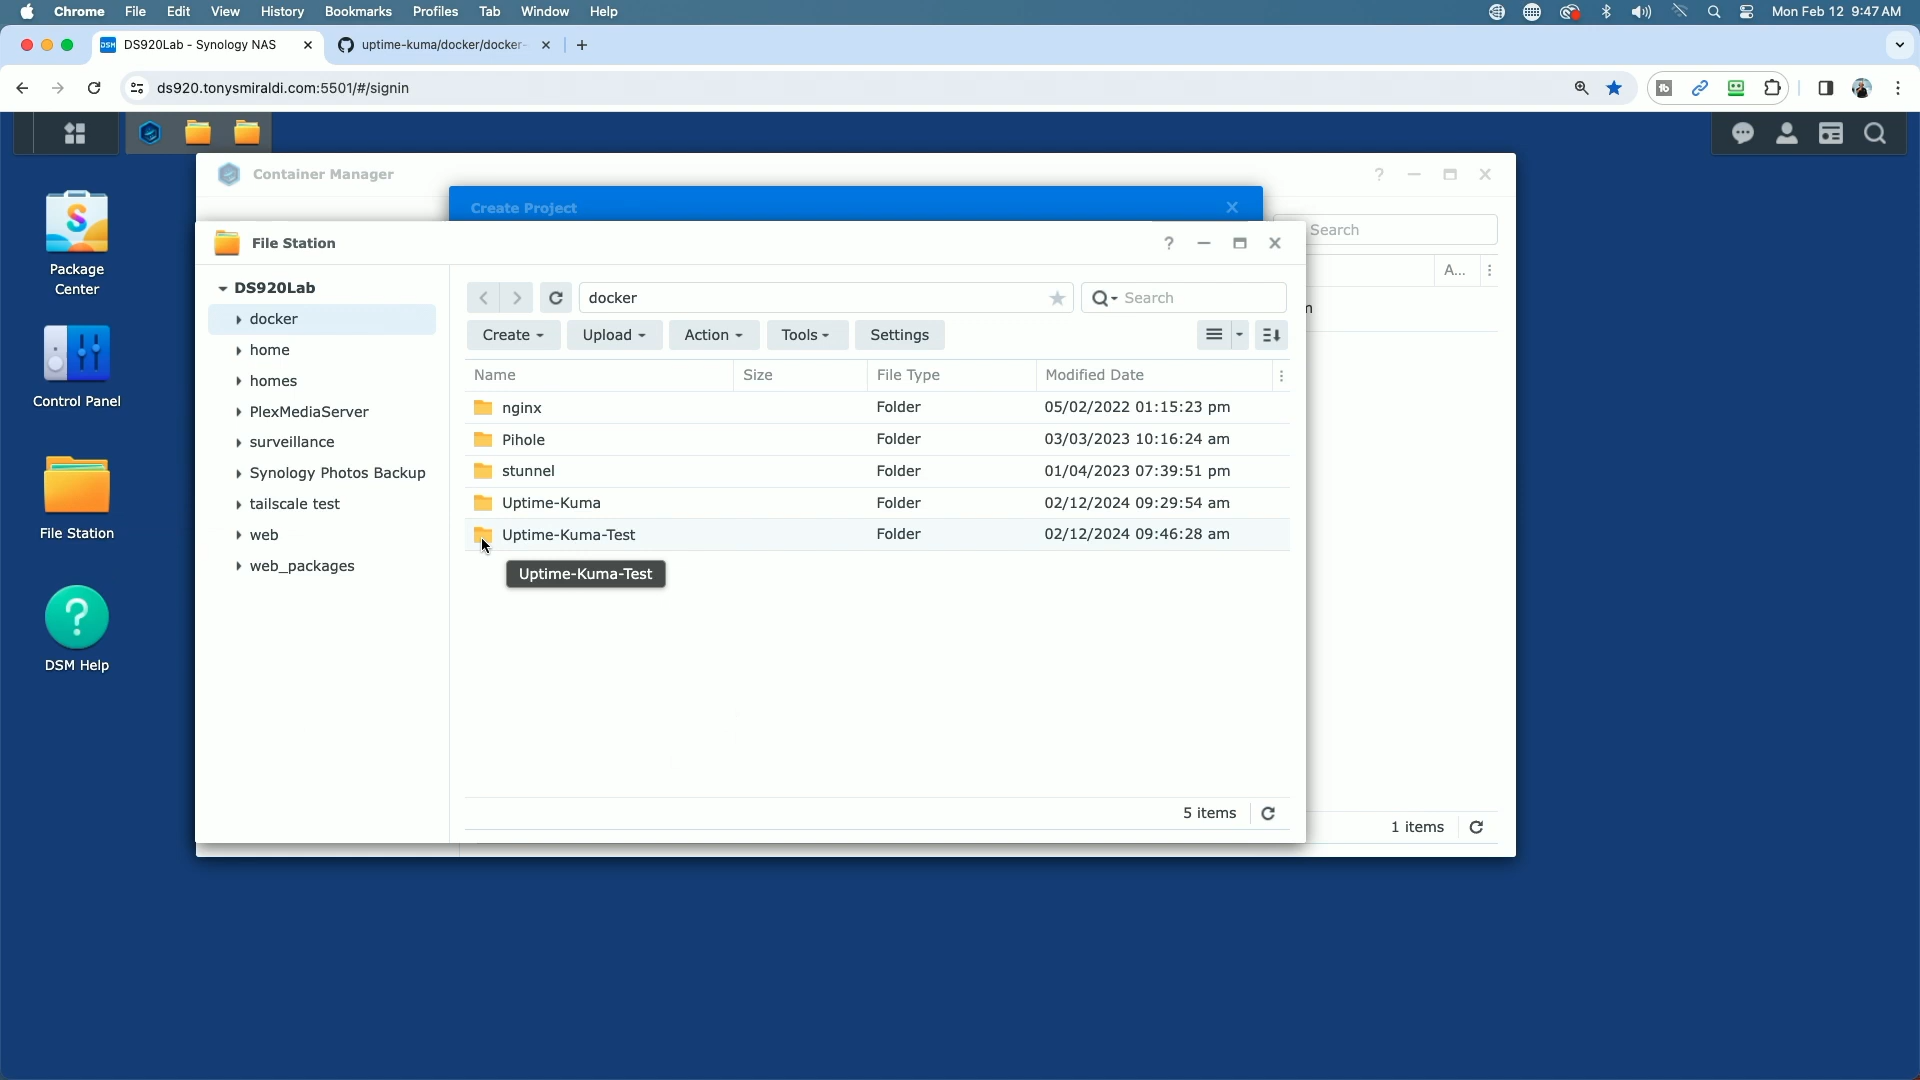 Chrome File Edit View History Bookmarks Profiles Tab Window Help Mon Feb 12 9:47 AM
DSM DS920Lab - Synology NAS uptime-kuma/docker/docker-
ds920.tonysmiraldi.com:5501/#/signin
Container Manager
Create Project
Search
A...
1 items
File Station
DS920Lab
docker
home
homes
PlexMediaServer
surveillance
Synology Photos Backup
tailscale test
web
web_packages
docker
Search
Create Upload Action Tools Settings
Name Size File Type Modified Date
nginx Folder 05/02/2022 01:15:23 pm
Pihole Folder 03/03/2023 10:16:24 am
stunnel Folder 01/04/2023 07:39:51 pm
Uptime-Kuma Folder 02/12/2024 09:29:54 am
Uptime-Kuma-Test Folder 02/12/2024 09:46:28 am
Uptime-Kuma-Test
5 items
Package
Center
Control Panel
File Station
DSM Help